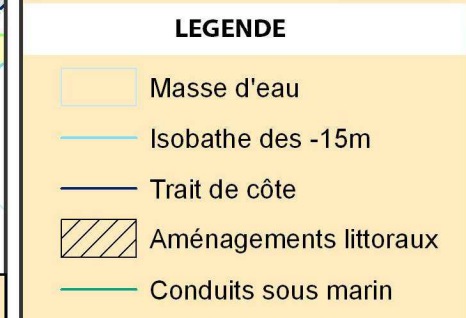 LEGENDE
Masse d'eau
Isobathe des -15m
Trait de côte
Aménagements littoraux
Conduits sous marin